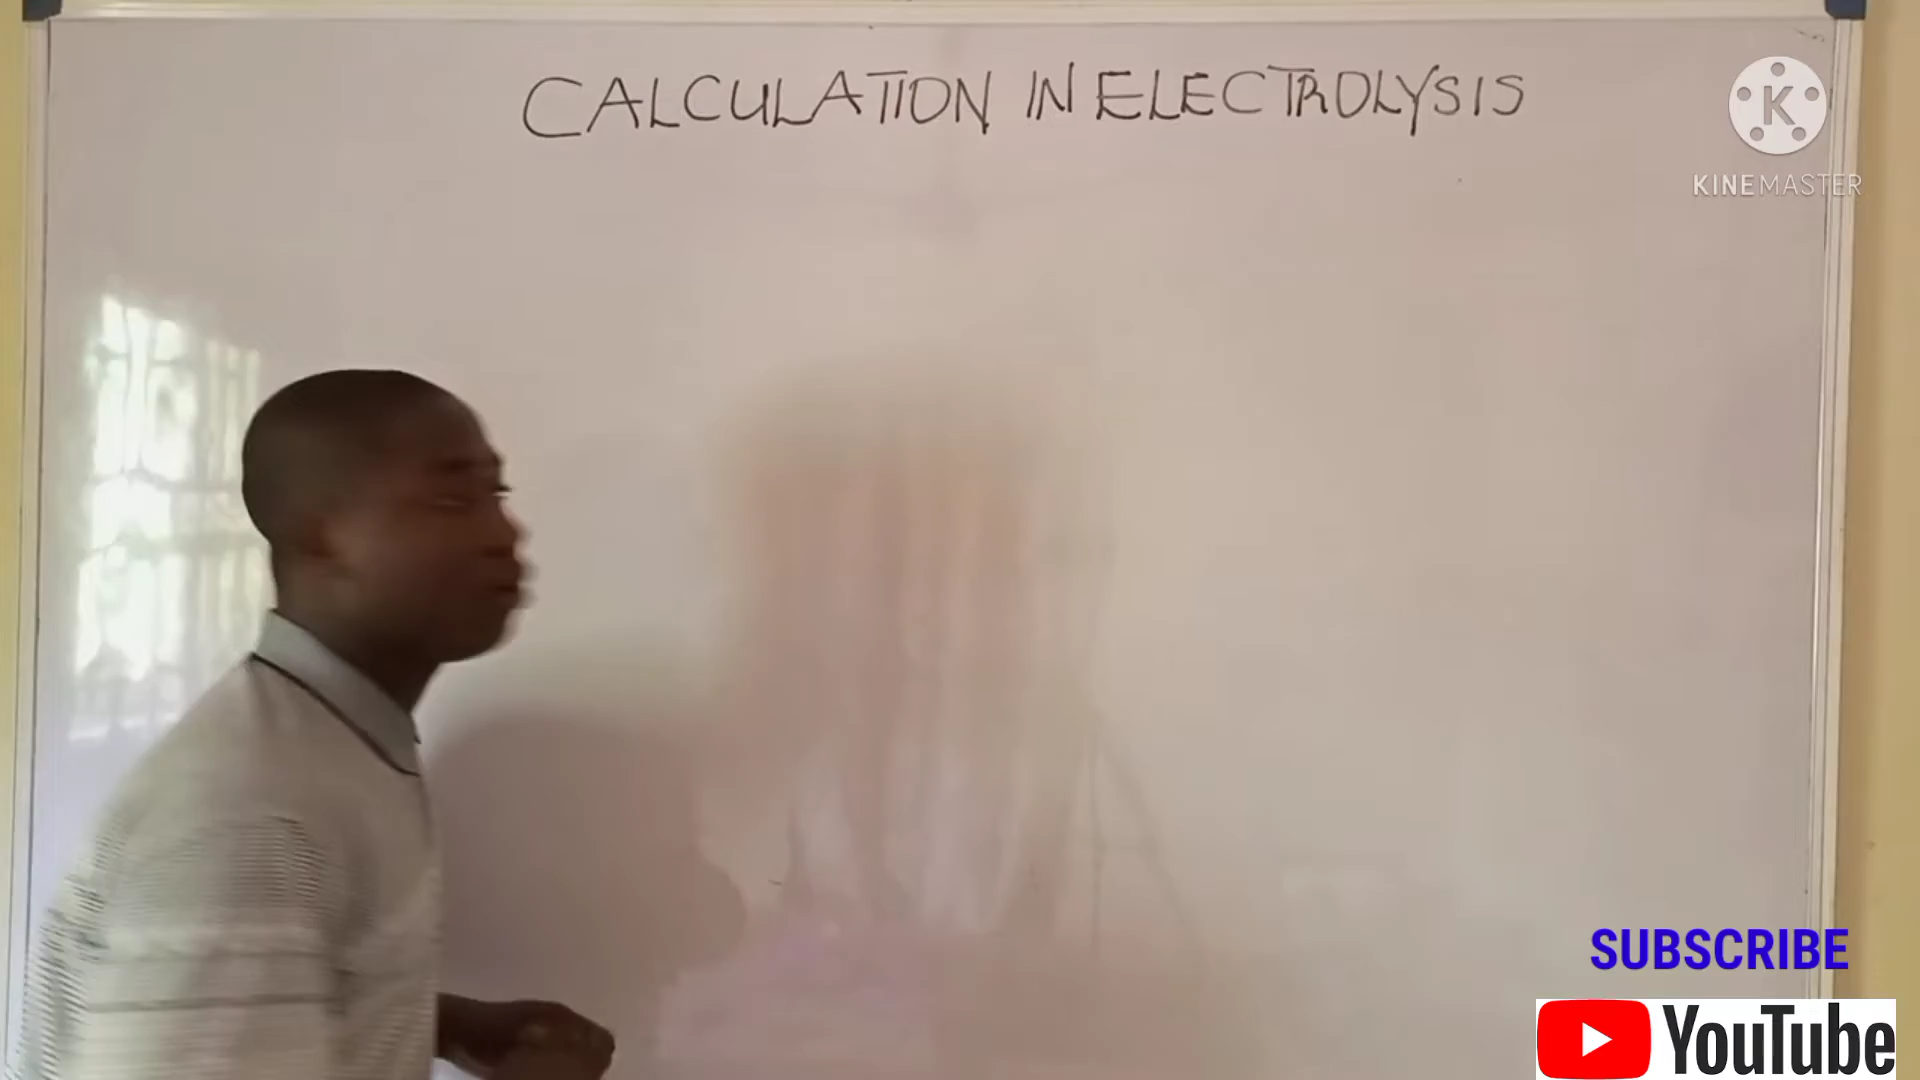 CALCULATION IN ELECTROLYSIS
K
KINEMASTER
SUBSCRIBE
YouTube